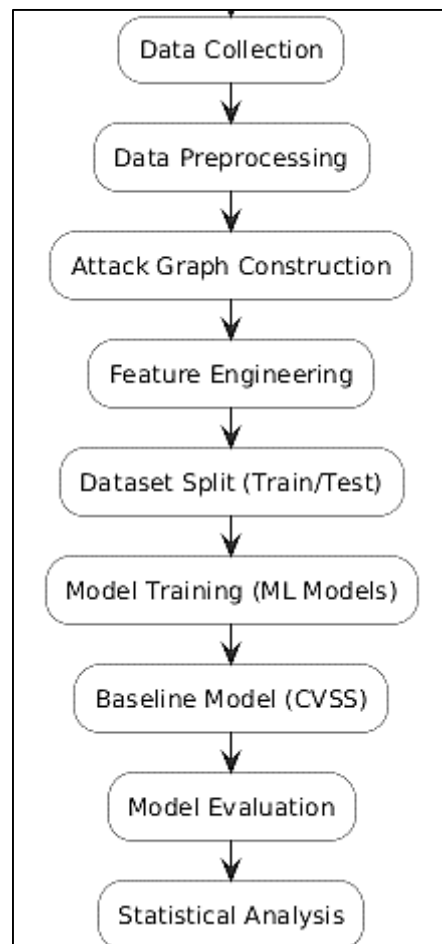 Data Collection
Data Preprocessing
Attack Graph Construction
Feature Engineering
Dataset Split (Train/Test)
Model Training (ML Models)
Baseline Model (CVSS)
Model Evaluation
Statistical Analysis